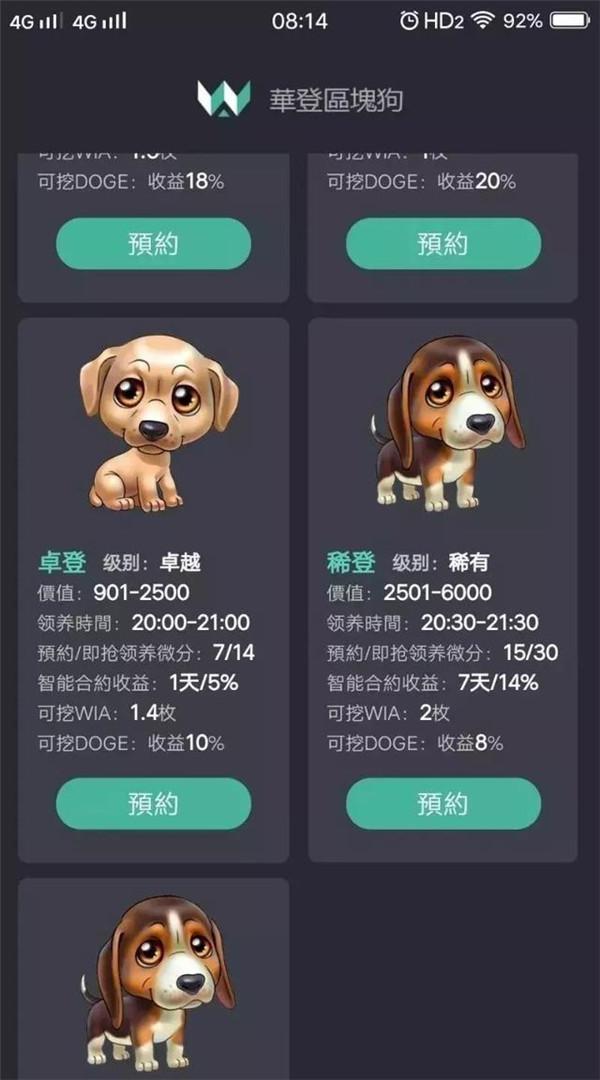 4G 4G 08:14 HD2 92%
華登區塊狗
可挖DOGE：收益18%
可挖DOGE：收益20%
預約
預約
卓登 级别：卓越
價值：901-2500
领养時間：20:00-21:00
預約/即抢领养微分：7/14
智能合約收益：1天/5%
可挖WIA：1.4枚
可挖DOGE：收益10%
預約
稀登 级别：稀有
價值：2501-6000
领养時間：20:30-21:30
預約/即抢领养微分：15/30
智能合約收益：7天/14%
可挖WIA：2枚
可挖DOGE：收益8%
預約